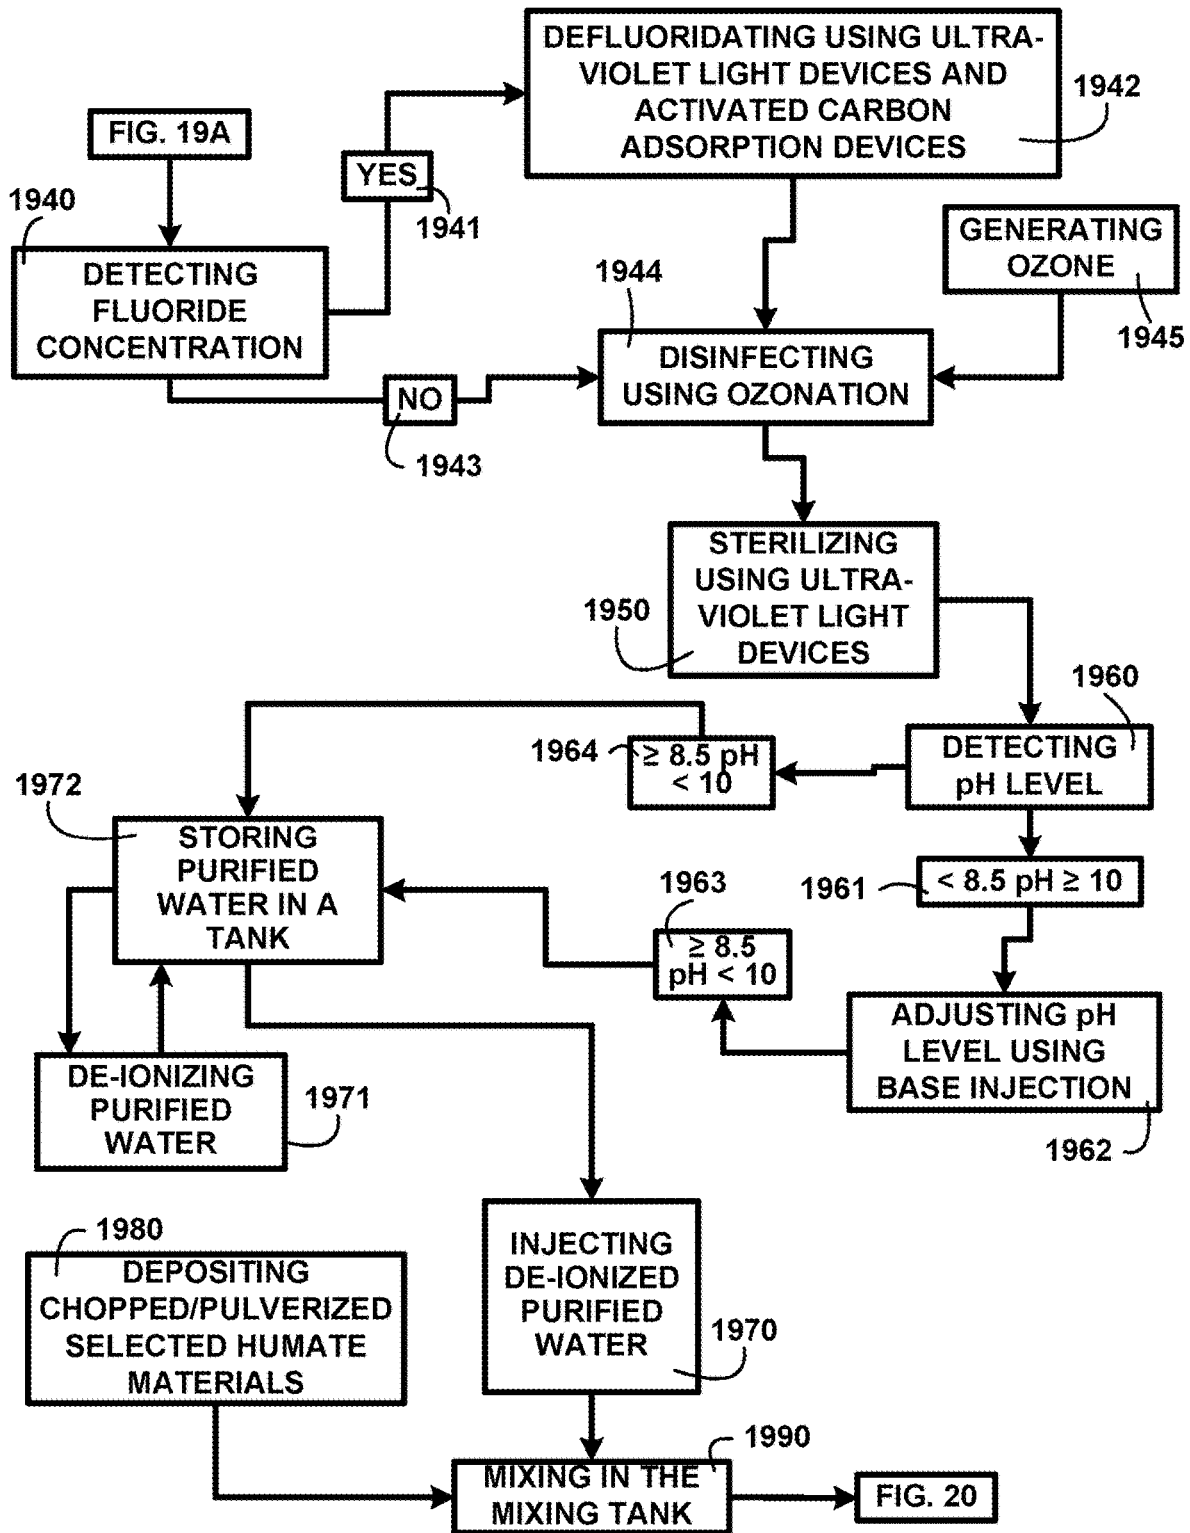 DEFLUORIDATING USING ULTRA-
VIOLET LIGHT DEVICES AND
ACTIVATED CARBON
ADSORPTION DEVICES
1942
FIG. 19A
YES
1941
1940
DETECTING
FLUORIDE
CONCENTRATION
GENERATING
OZONE
1945
1944
DISINFECTING
USING OZONATION
NO
1943
STERILIZING
USING ULTRA-
VIOLET LIGHT
DEVICES
1950
1960
DETECTING
pH LEVEL
1964
≥ 8.5 pH
< 10
1972
STORING
PURIFIED
WATER IN A
TANK
1961
< 8.5 pH ≥ 10
1963
≥ 8.5
pH < 10
ADJUSTING pH
LEVEL USING
BASE INJECTION
1962
DE-IONIZING
PURIFIED
WATER
1971
1980
DEPOSITING
CHOPPED/PULVERIZED
SELECTED HUMATE
MATERIALS
INJECTING
DE-IONIZED
PURIFIED
WATER
1970
1990
MIXING IN THE
MIXING TANK
FIG. 20